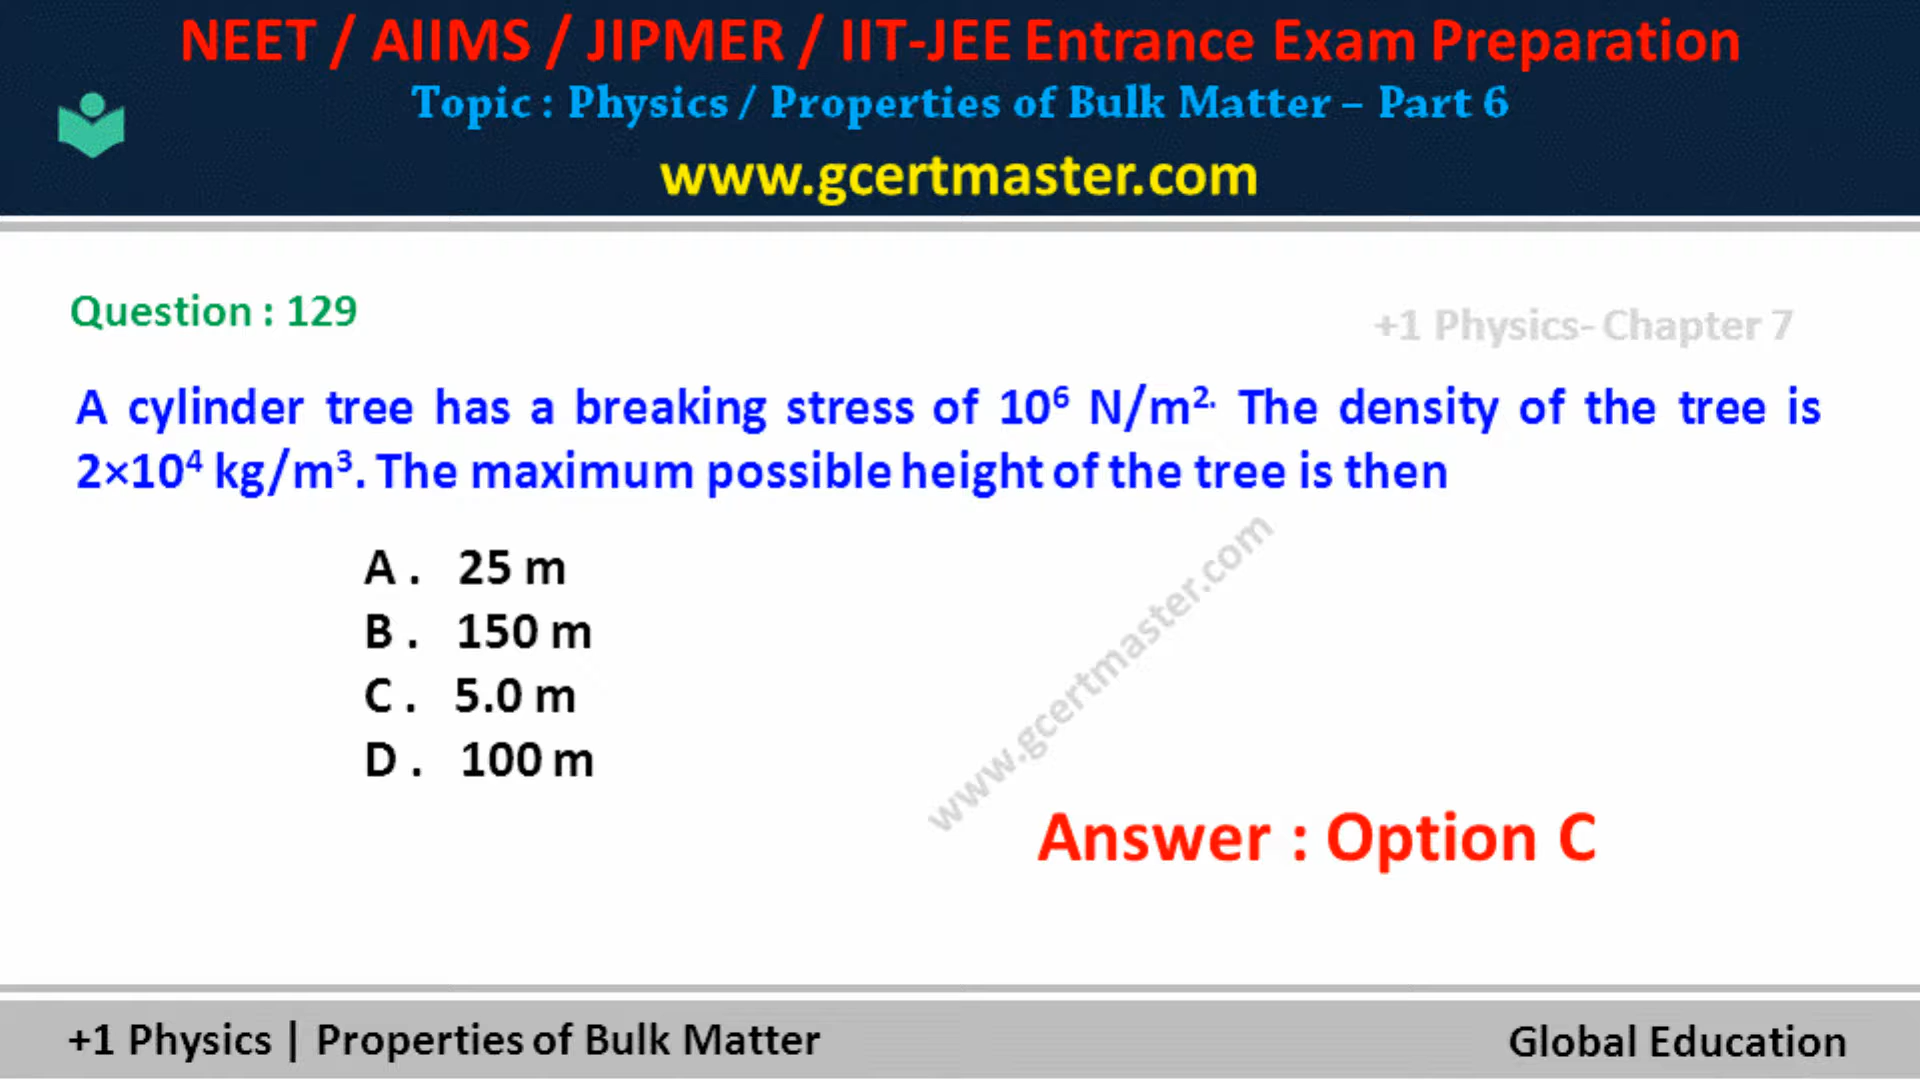 NEET / AIIMS / JIPMER / IIT-JEE Entrance Exam Preparation
Topic : Physics / Properties of Bulk Matter – Part 6
www.gcertmaster.com
Question : 129
+1 Physics- Chapter 7
A cylinder tree has a breaking stress of 10⁶ N/m²· The density of the tree is
2×10⁴ kg/m³. The maximum possible height of the tree is then
A . 25 m
B . 150 m
C . 5.0 m
D . 100 m
www.gcertmaster.com
Answer : Option C
+1 Physics | Properties of Bulk Matter
Global Education